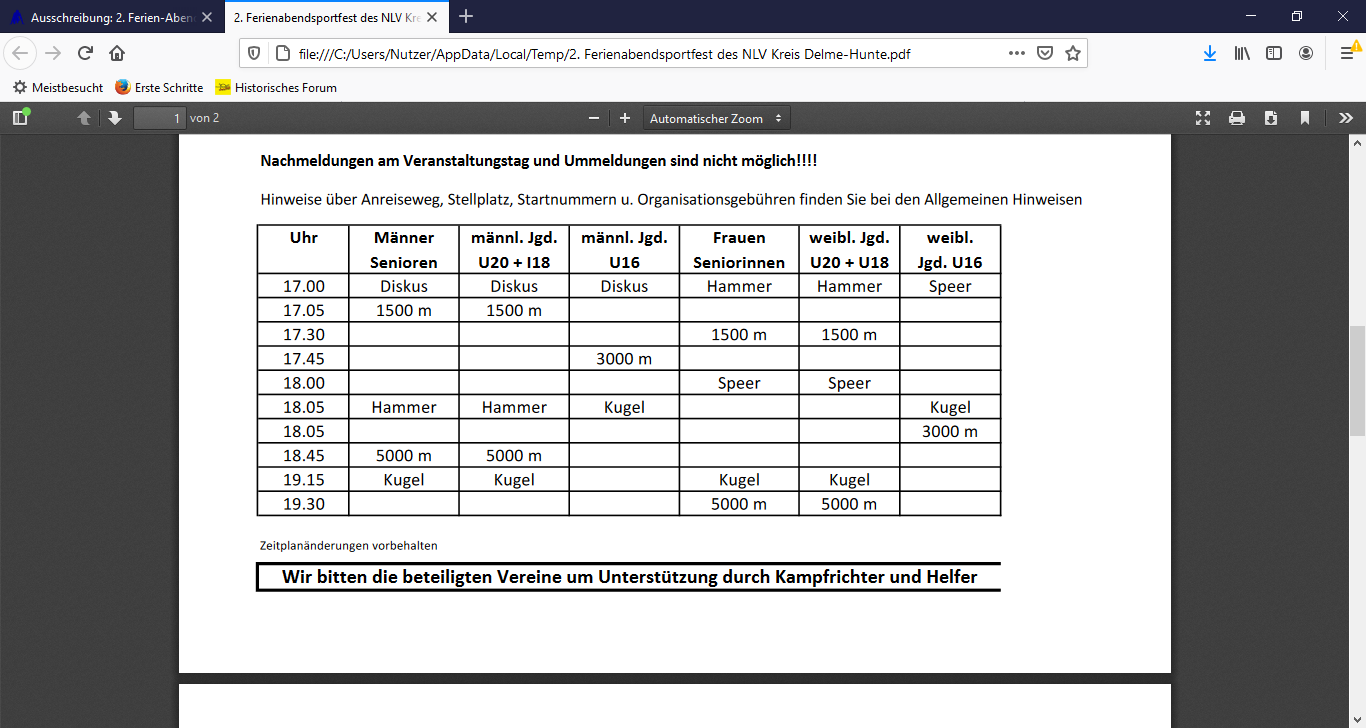 Ausschreibung: 2. Ferien-Aben
2. Ferienabendsportfest des NLV Kre
file:///C:/Users/Nutzer/AppData/Local/Temp/2. Ferienabendsportfest des NLV Kreis Delme-Hunte.pdf
Meistbesucht Erste Schritte Historisches Forum
1 von 2 Automatischer Zoom
Nachmeldungen am Veranstaltungstag und Ummeldungen sind nicht möglich!!!!
Hinweise über Anreiseweg, Stellplatz, Startnummern u. Organisationsgebühren finden Sie bei den Allgemeinen Hinweisen
Uhr Männer männl. Jgd. männl. Jgd. Frauen weibl. Jgd. weibl.
Senioren U20 + I18 U16 Seniorinnen U20 + U18 Jgd. U16
17.00 Diskus Diskus Diskus Hammer Hammer Speer
17.05 1500 m 1500 m
17.30 1500 m 1500 m
17.45 3000 m
18.00 Speer Speer
18.05 Hammer Hammer Kugel Kugel
18.05 3000 m
18.45 5000 m 5000 m
19.15 Kugel Kugel Kugel Kugel
19.30 5000 m 5000 m
Zeitplanänderungen vorbehalten
Wir bitten die beteiligten Vereine um Unterstützung durch Kampfrichter und Helfer